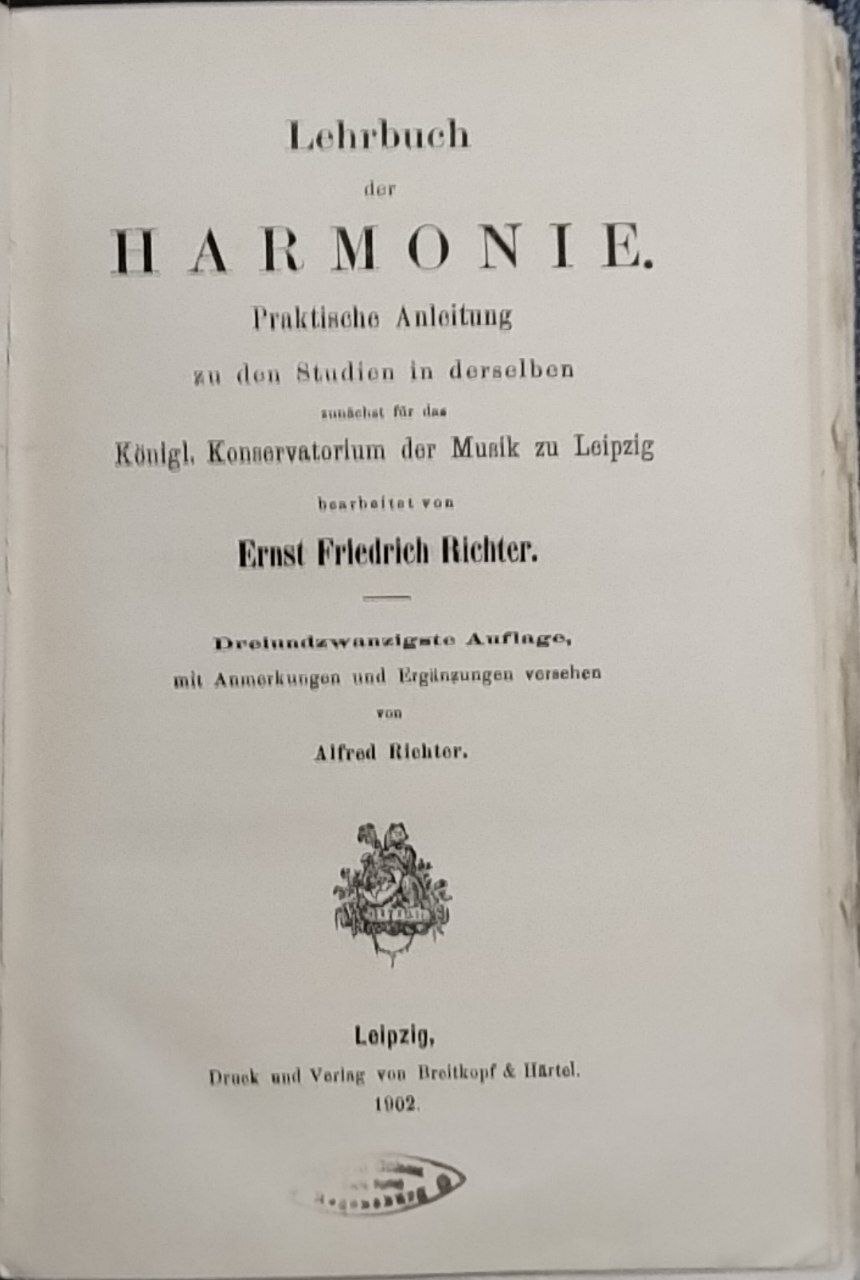 Lehrbuch
der
HARMONIE.
Praktische Anleitung
zu den Studien in derselben
zunächst für das
Königl. Konservatorium der Musik zu Leipzig
bearbeitet von
Ernst Friedrich Richter.
Dreiundzwanzigste Auflage,
mit Anmerkungen und Ergänzungen versehen
von
Alfred Richter.
Leipzig,
Druck und Verlag von Breitkopf & Härtel.
1902.